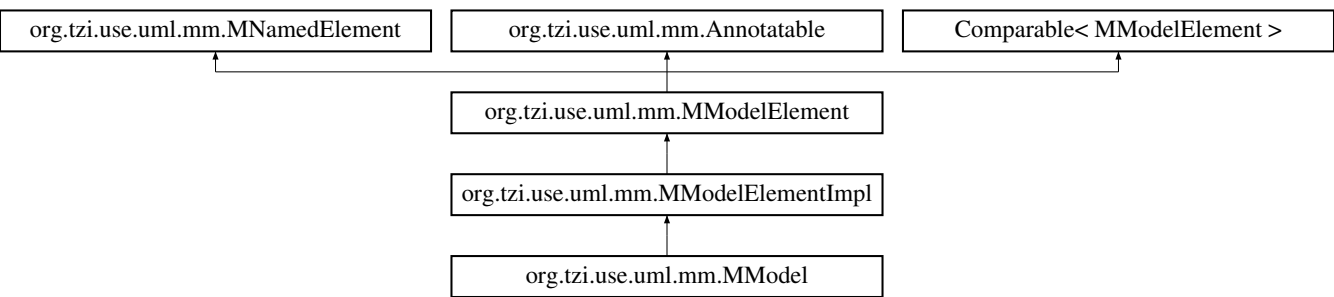 org.tzi.use.uml.mm.MNamedElement
org.tzi.use.uml.mm.Annotatable
Comparable< MModelElement >
org.tzi.use.uml.mm.MModelElement
org.tzi.use.uml.mm.MModelElementImpl
org.tzi.use.uml.mm.MModel